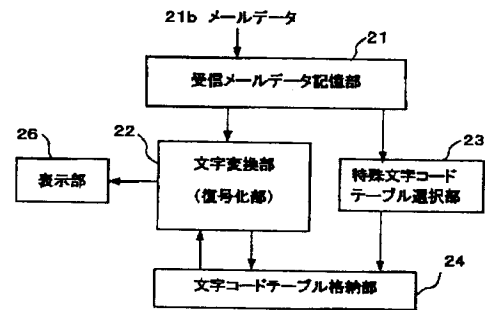 21b メールデータ
21
受信メールデータ記憶部
26
22
23
表示部
文字変換部
(復号化部)
特殊文字コード
テーブル選択部
文字コードテーブル格納部
24